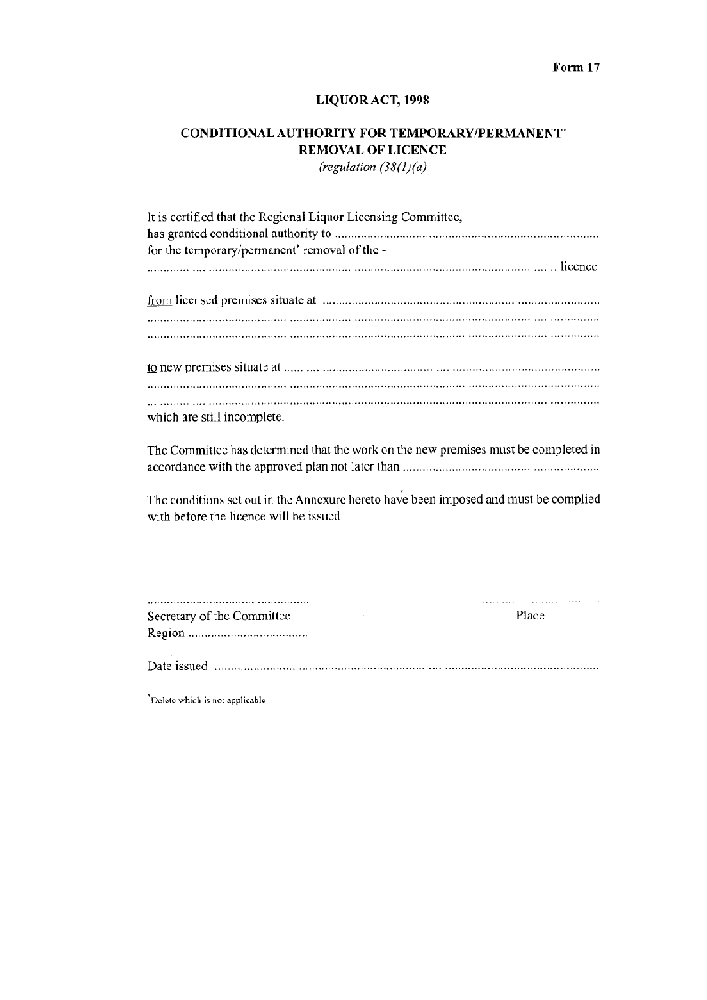 Form 17
LIQUOR ACT, 1998
CONDITIONAL AUTHORITY FOR TEMPORARY/PERMANENT*
REMOVAL OF LICENCE
(regulation (38(1)(a)
It is certified that the Regional Liquor Licensing Committee,
has granted conditional authority to ................................................................................
for the temporary/permanent* removal of the -
............................................................................................................................. licence
from licensed premises situate at .....................................................................................
..........................................................................................................................................
..........................................................................................................................................
to new premises situate at ................................................................................................
..........................................................................................................................................
..........................................................................................................................................
which are still incomplete.
The Committee has determined that the work on the new premises must be completed in
accordance with the approved plan not later than ............................................................
The conditions set out in the Annexure hereto have been imposed and must be complied
with before the licence will be issued.
................................................. ....................................
Secretary of the Committee Place
Region ....................................
Date issued .....................................................................................................................
*Delete which is not applicable